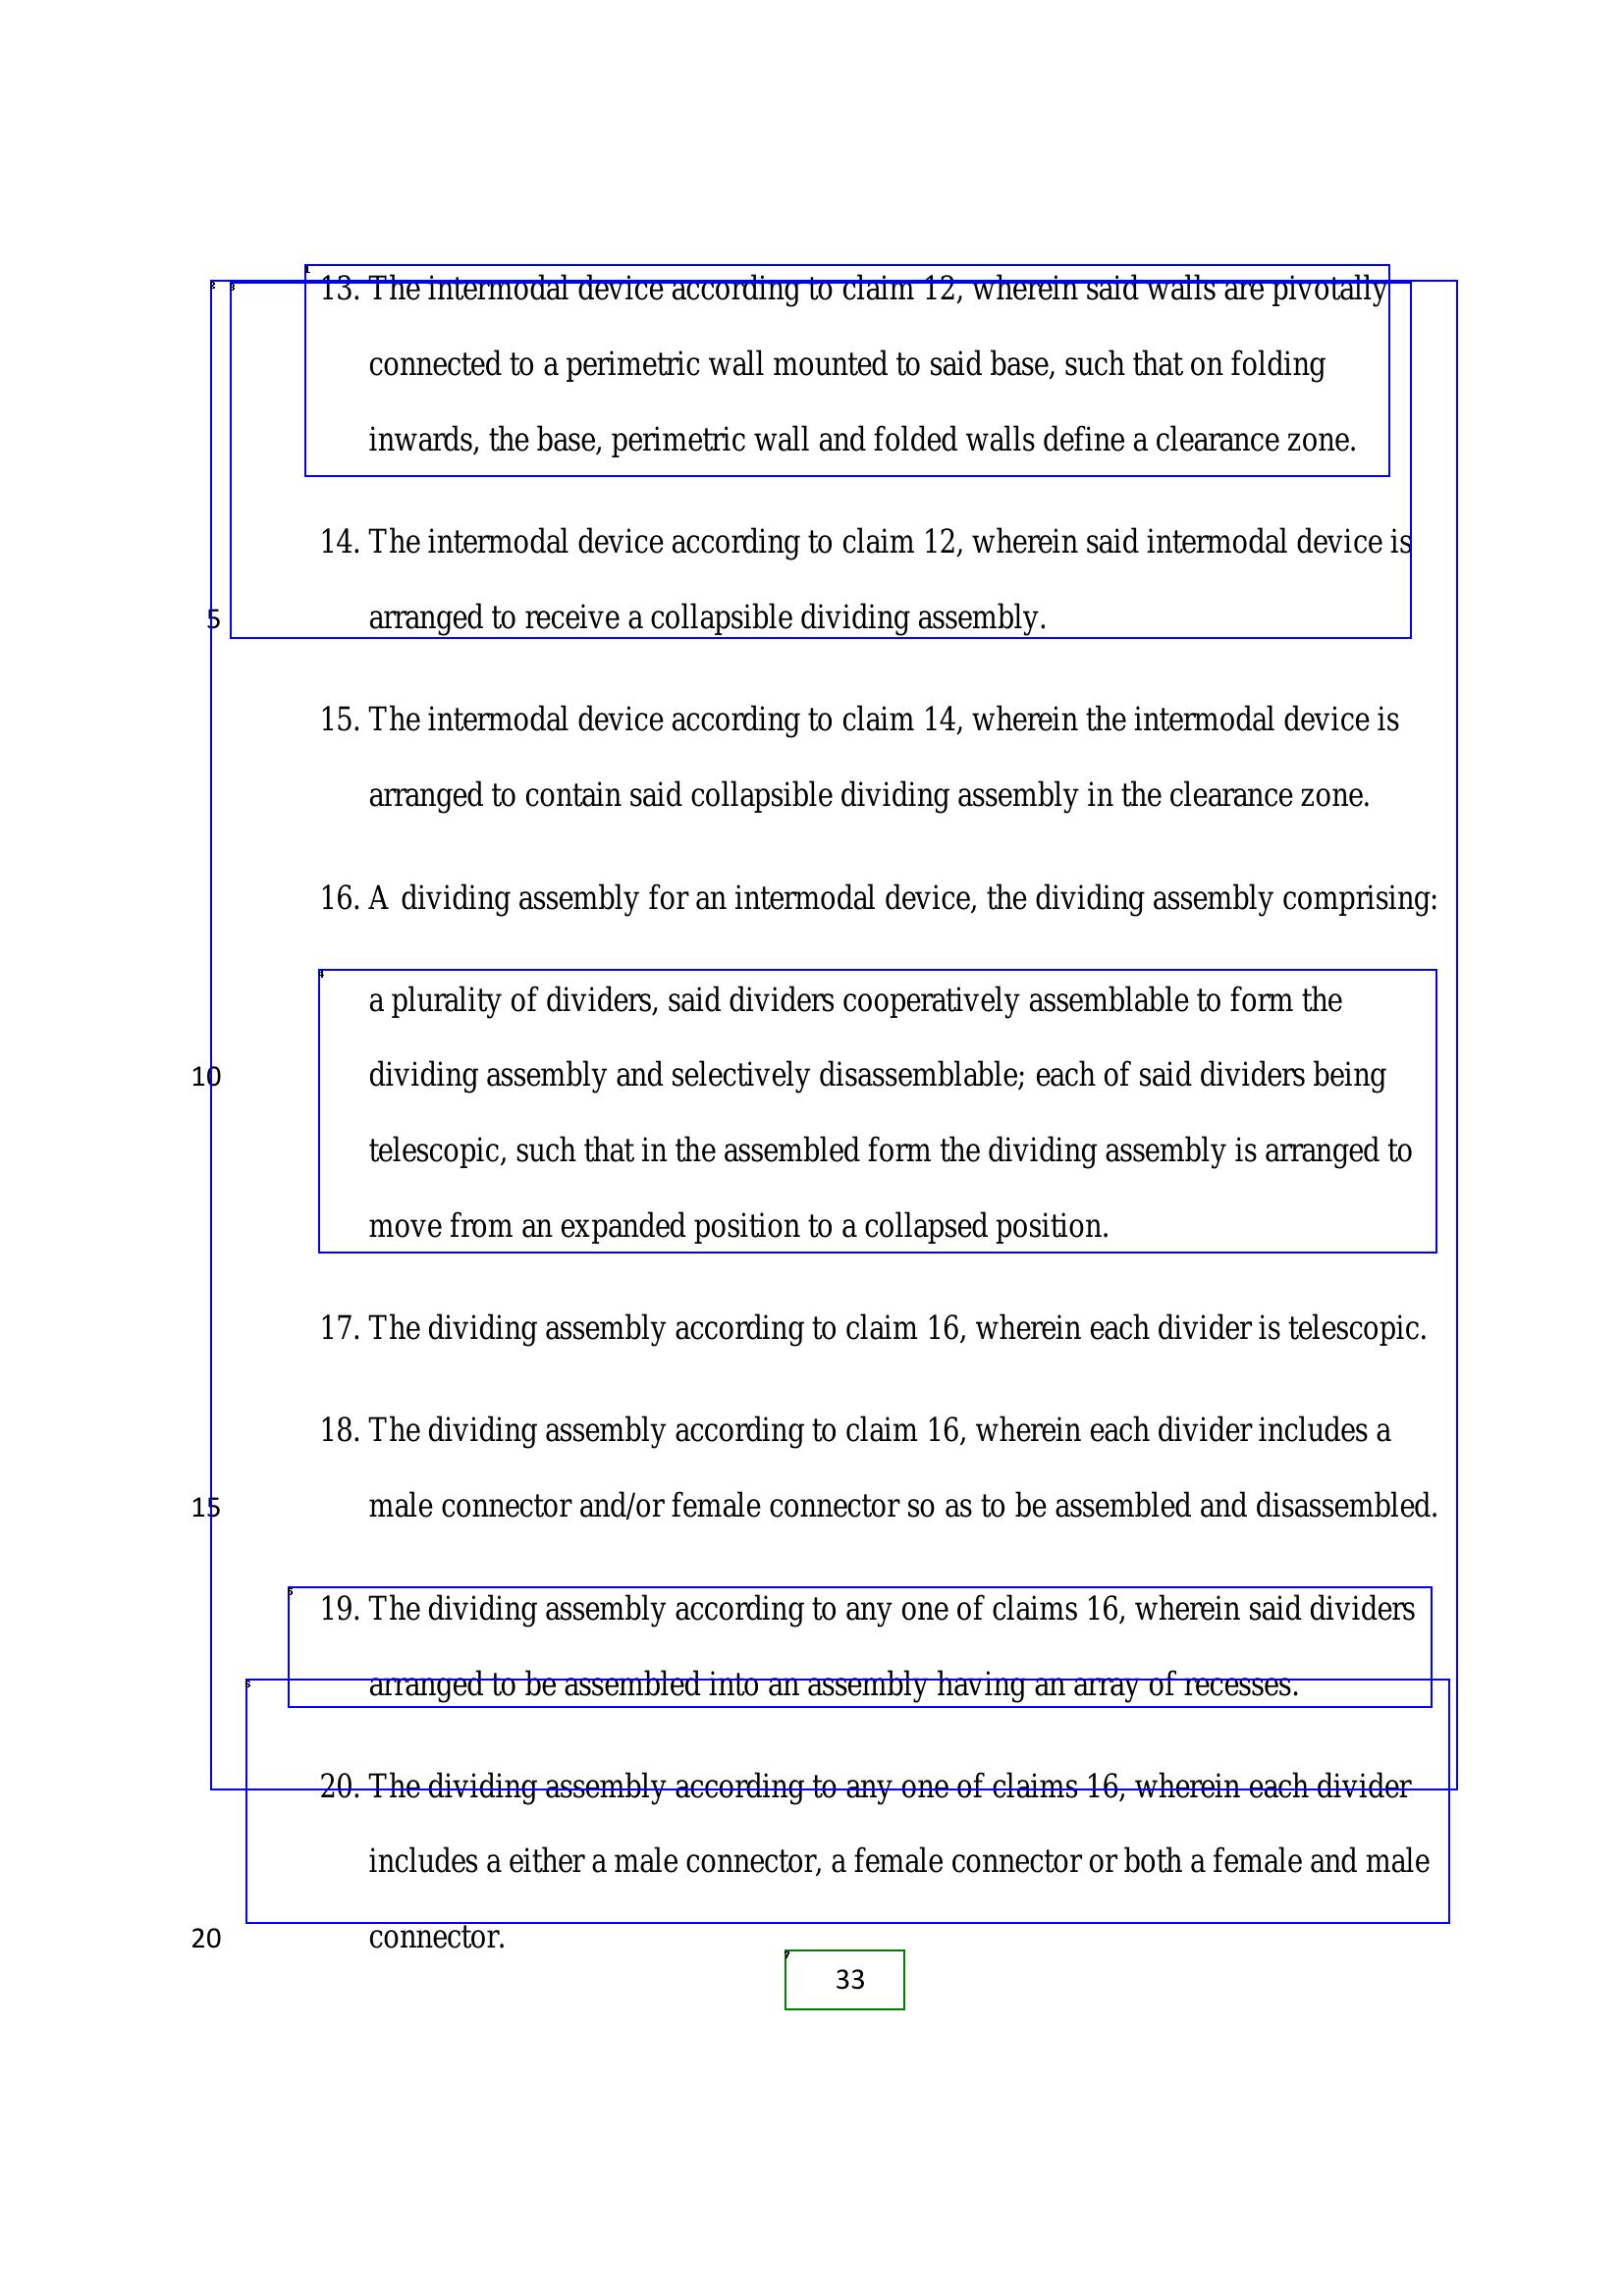 13. The intermodal device according to claim 12, wherein said walls are pivotally
connected to a perimetric wall mounted to said base, such that on folding
inwards, the base, perimetric wall and folded walls define a clearance zone.
14. The intermodal device according to claim 12, wherein said intermodal device is
5 arranged to receive a collapsible dividing assembly.
15. The intermodal device according to claim 14, wherein the intermodal device is
arranged to contain said collapsible dividing assembly in the clearance zone.
16. A dividing assembly for an intermodal device, the dividing assembly comprising:
a plurality of dividers, said dividers cooperatively assemblable to form the
10 dividing assembly and selectively disassemblable; each of said dividers being
telescopic, such that in the assembled form the dividing assembly is arranged to
move from an expanded position to a collapsed position.
17. The dividing assembly according to claim 16, wherein each divider is telescopic.
18. The dividing assembly according to claim 16, wherein each divider includes a
15 male connector and/or female connector so as to be assembled and disassembled.
19. The dividing assembly according to any one of claims 16, wherein said dividers
arranged to be assembled into an assembly having an array of recesses.
20. The dividing assembly according to any one of claims 16, wherein each divider
includes a either a male connector, a female connector or both a female and male
20 connector.
33